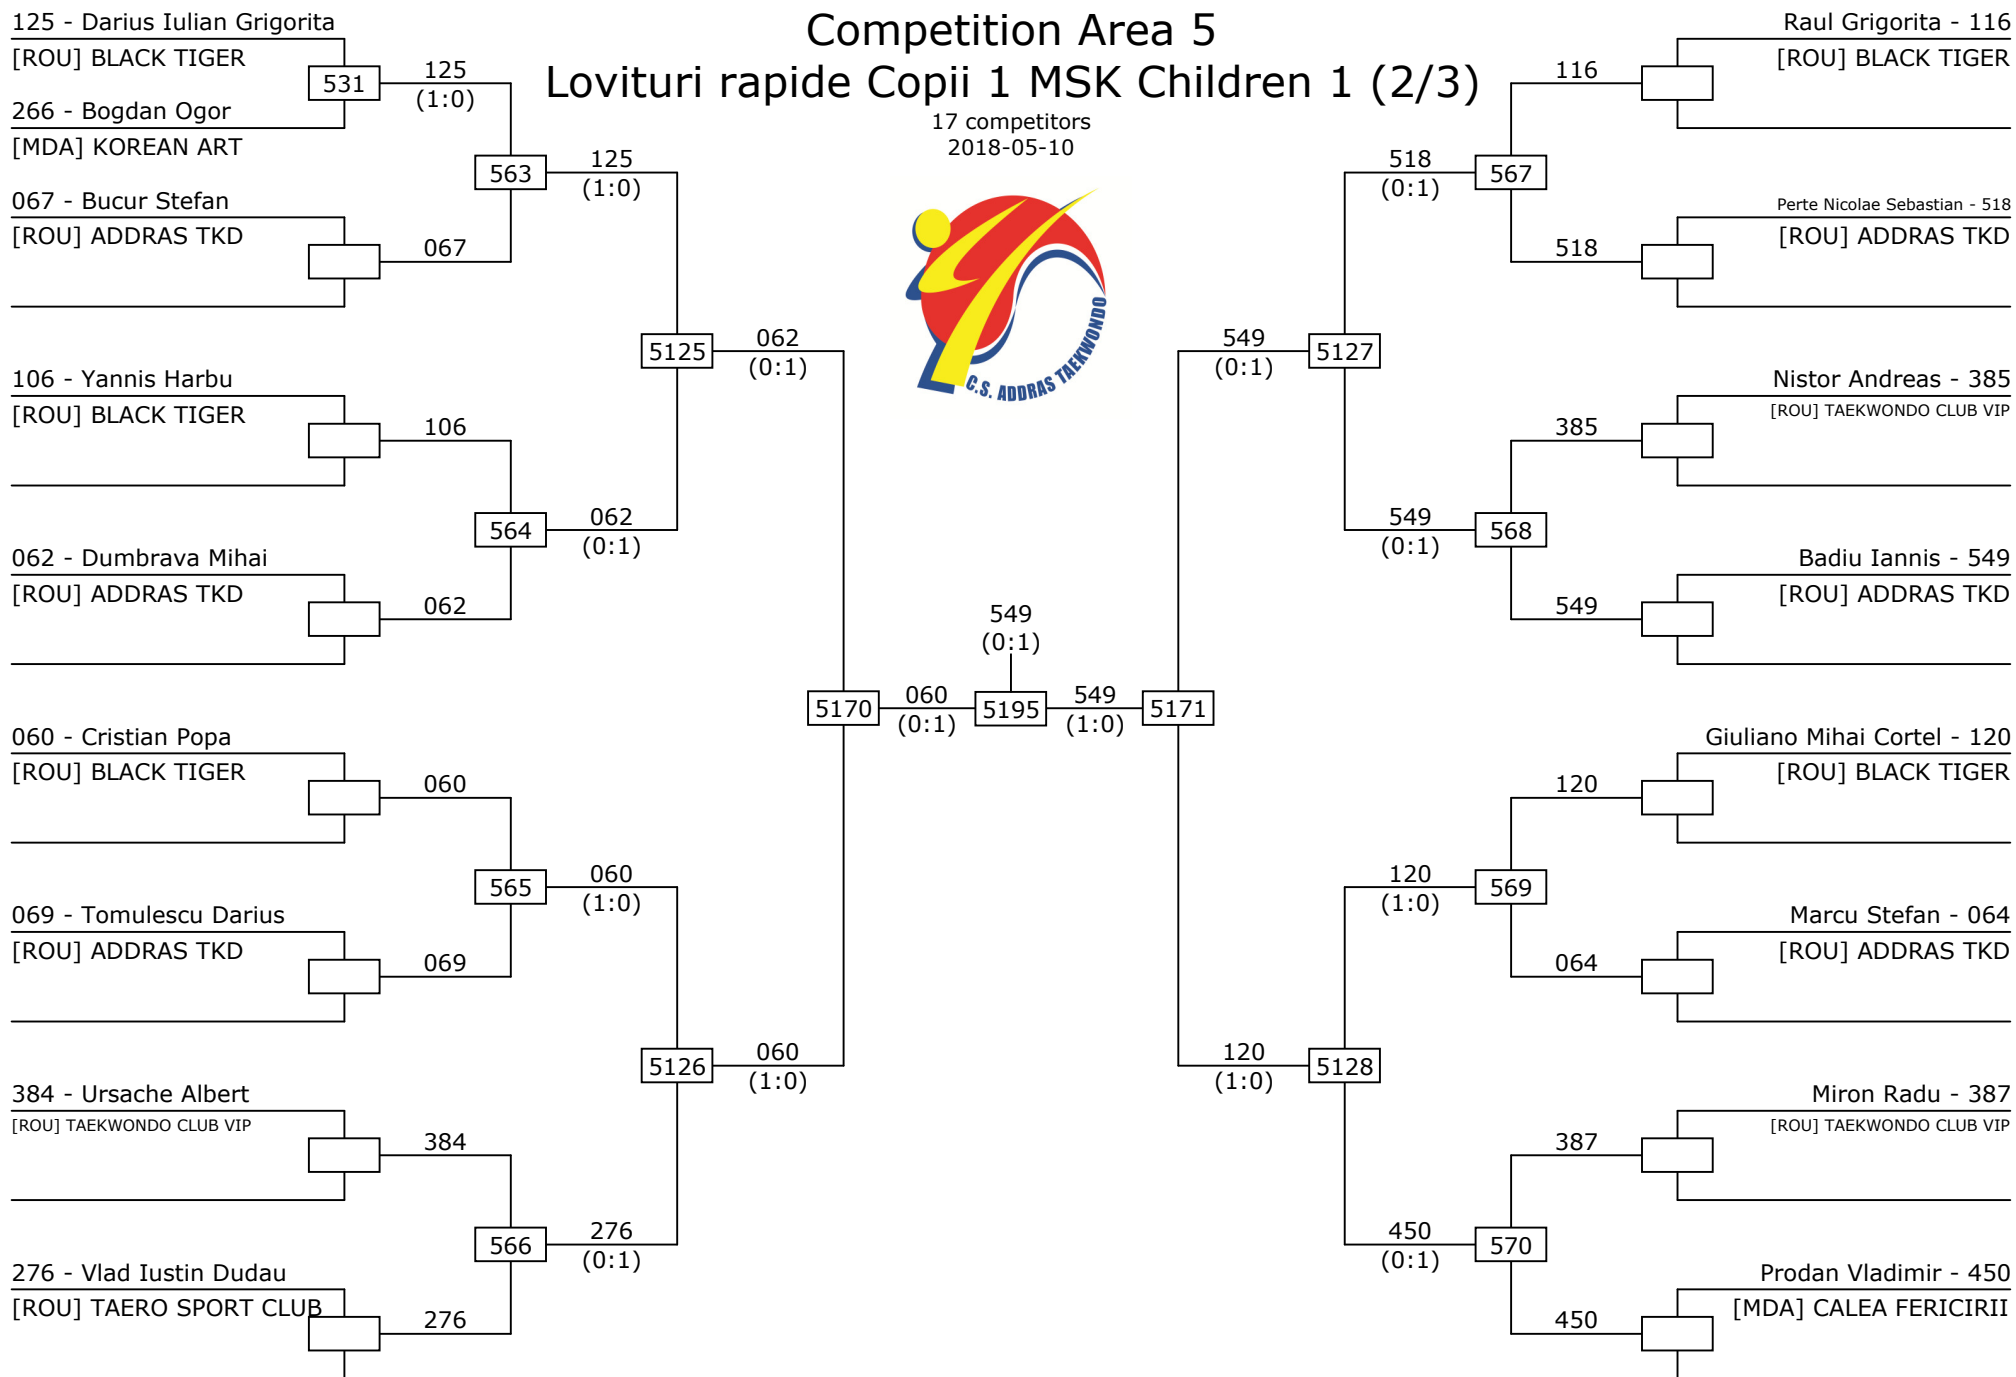 Competition Area 5
Lovituri rapide Copii 1 MSK Children 1 (2/3)
17 competitors
2018-05-10
C.S. ADDRAS TAEKWONDO
125 - Darius Iulian Grigorita
[ROU] BLACK TIGER
531
125
(1:0)
266 - Bogdan Ogor
[MDA] KOREAN ART
563
125
(1:0)
067 - Bucur Stefan
[ROU] ADDRAS TKD
067
5125
062
(0:1)
106 - Yannis Harbu
[ROU] BLACK TIGER
106
564
062
(0:1)
062 - Dumbrava Mihai
[ROU] ADDRAS TKD
062
5170
060
(0:1)
549
(0:1)
5195
549
(1:0)
5171
060 - Cristian Popa
[ROU] BLACK TIGER
060
565
060
(1:0)
069 - Tomulescu Darius
[ROU] ADDRAS TKD
069
5126
060
(1:0)
384 - Ursache Albert
[ROU] TAEKWONDO CLUB VIP
384
566
276
(0:1)
276 - Vlad Iustin Dudau
[ROU] TAERO SPORT CLUB
276
Raul Grigorita - 116
[ROU] BLACK TIGER
116
518
(0:1)
567
Perte Nicolae Sebastian - 518
[ROU] ADDRAS TKD
518
549
(0:1)
5127
Nistor Andreas - 385
[ROU] TAEKWONDO CLUB VIP
385
549
(0:1)
568
Badiu Iannis - 549
[ROU] ADDRAS TKD
549
Giuliano Mihai Cortel - 120
[ROU] BLACK TIGER
120
120
(1:0)
569
Marcu Stefan - 064
[ROU] ADDRAS TKD
064
120
(1:0)
5128
Miron Radu - 387
[ROU] TAEKWONDO CLUB VIP
387
450
(0:1)
570
Prodan Vladimir - 450
[MDA] CALEA FERICIRII
450